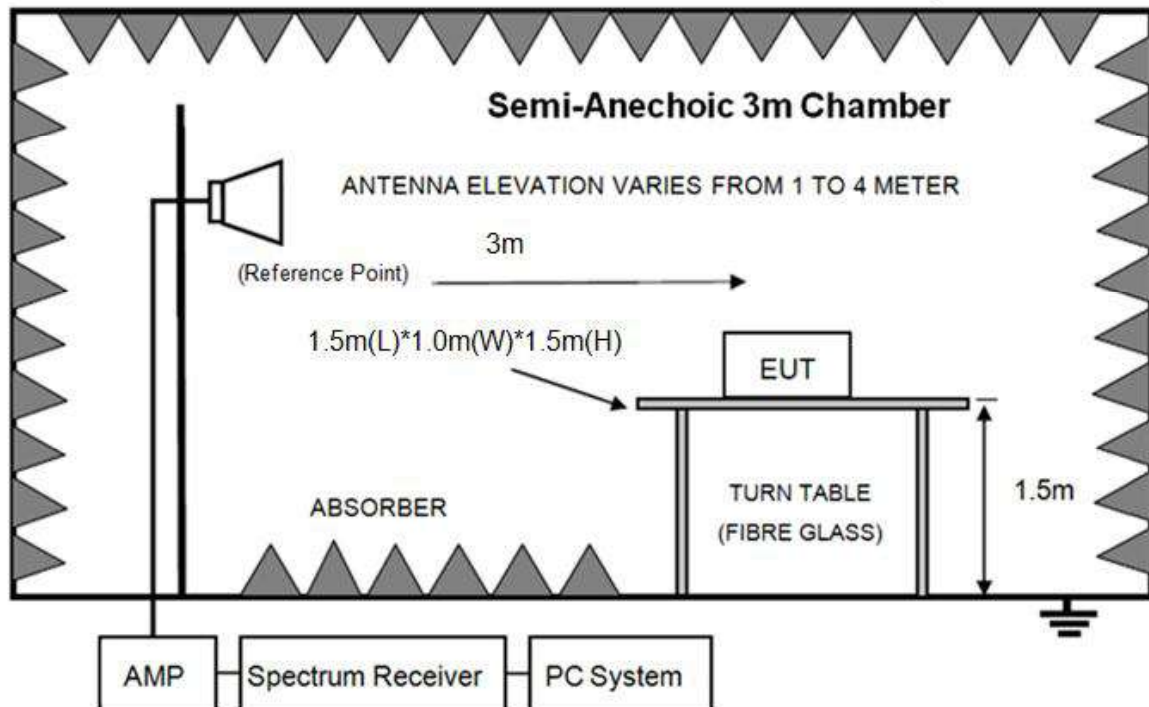 Semi-Anechoic 3m Chamber
ANTENNA ELEVATION VARIES FROM 1 TO 4 METER
3m
(Reference Point)
1.5m(L)*1.0m(W)*1.5m(H)
EUT
TURN TABLE
(FIBRE GLASS)
1.5m
ABSORBER
AMP
Spectrum Receiver
PC System